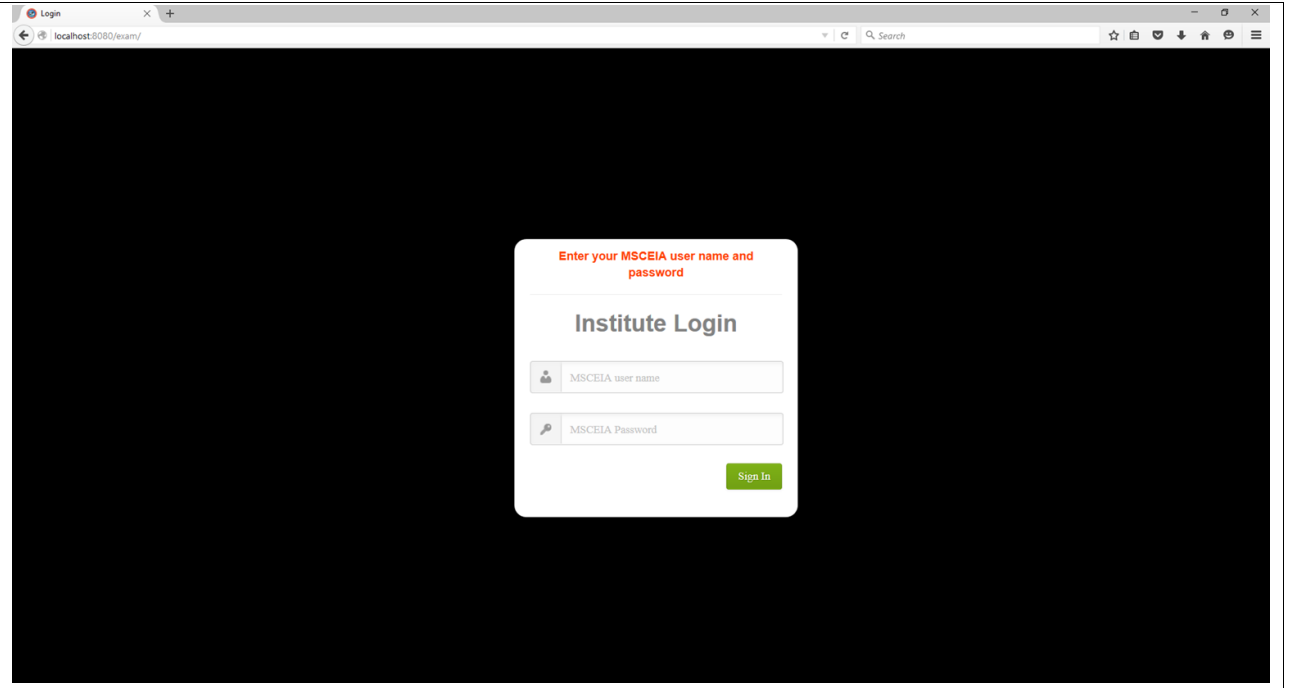 Login
localhost:8080/exam/
Search
Enter your MSCEIA user name and
password
Institute Login
MSCEIA user name
MSCEIA Password
Sign In